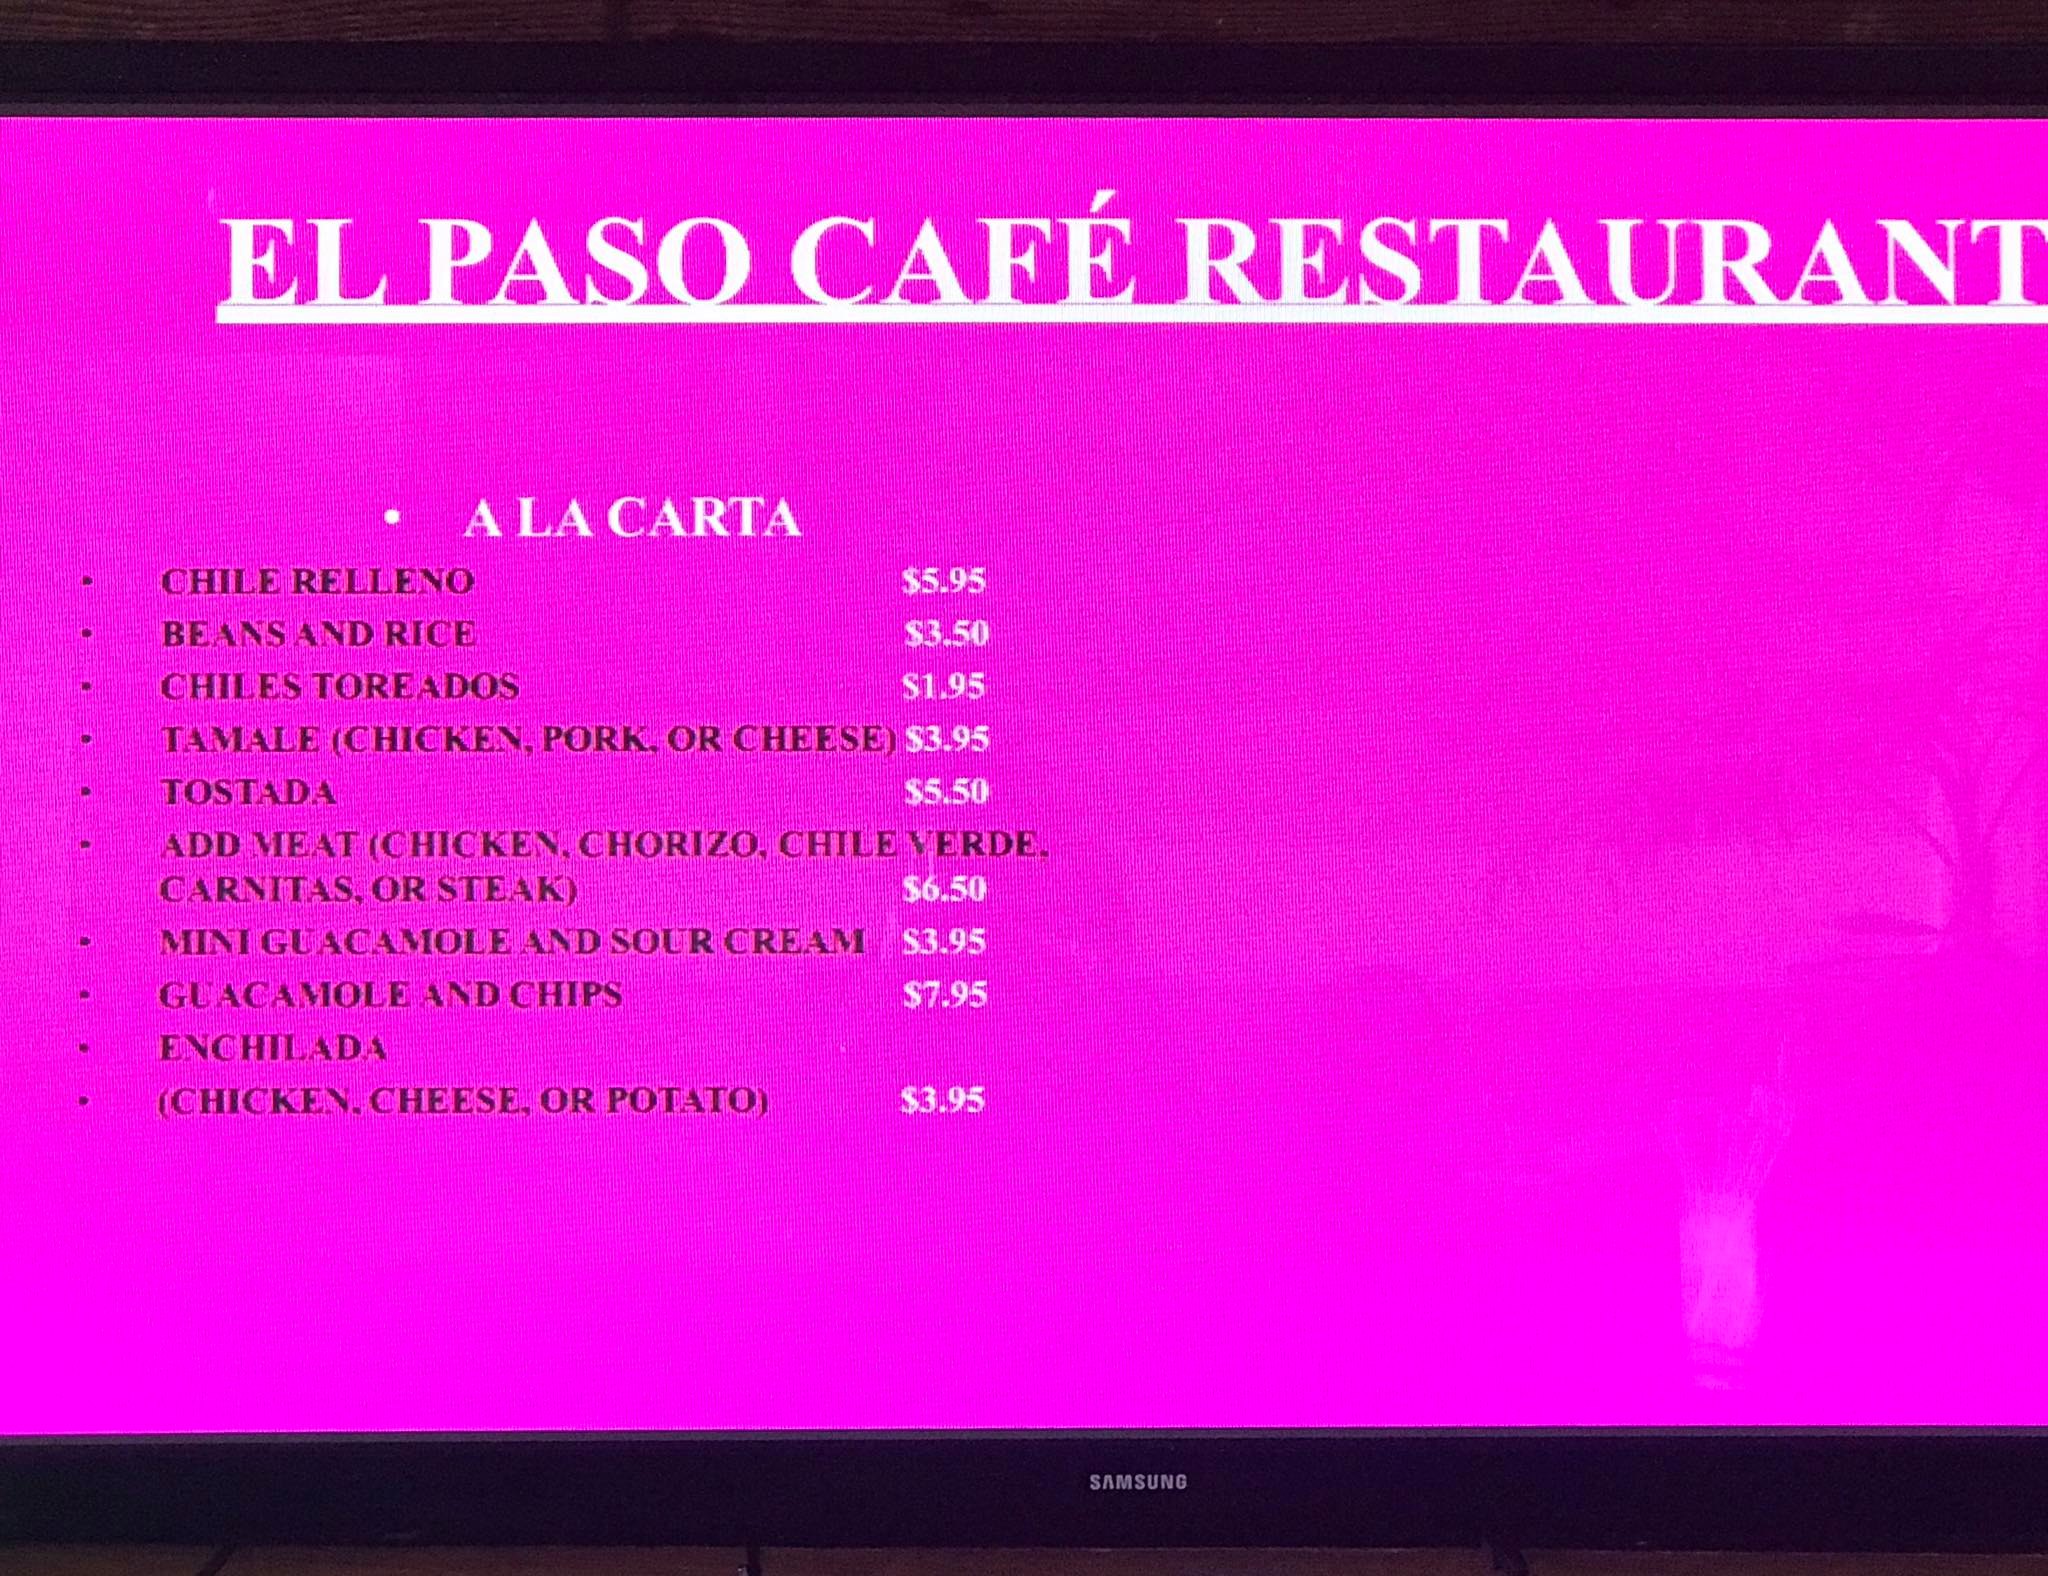 EL PASO CAFÉ RESTAURANT
• A LA CARTA
• CHILE RELLENO $5.95
• BEANS AND RICE $3.50
• CHILES TOREADOS $1.95
• TAMALE (CHICKEN, PORK, OR CHEESE) $3.95
• TOSTADA $5.50
• ADD MEAT (CHICKEN, CHORIZO, CHILE VERDE,
CARNITAS, OR STEAK) $6.50
• MINI GUACAMOLE AND SOUR CREAM $3.95
• GUACAMOLE AND CHIPS $7.95
• ENCHILADA
• (CHICKEN, CHEESE, OR POTATO) $3.95
SAMSUNG